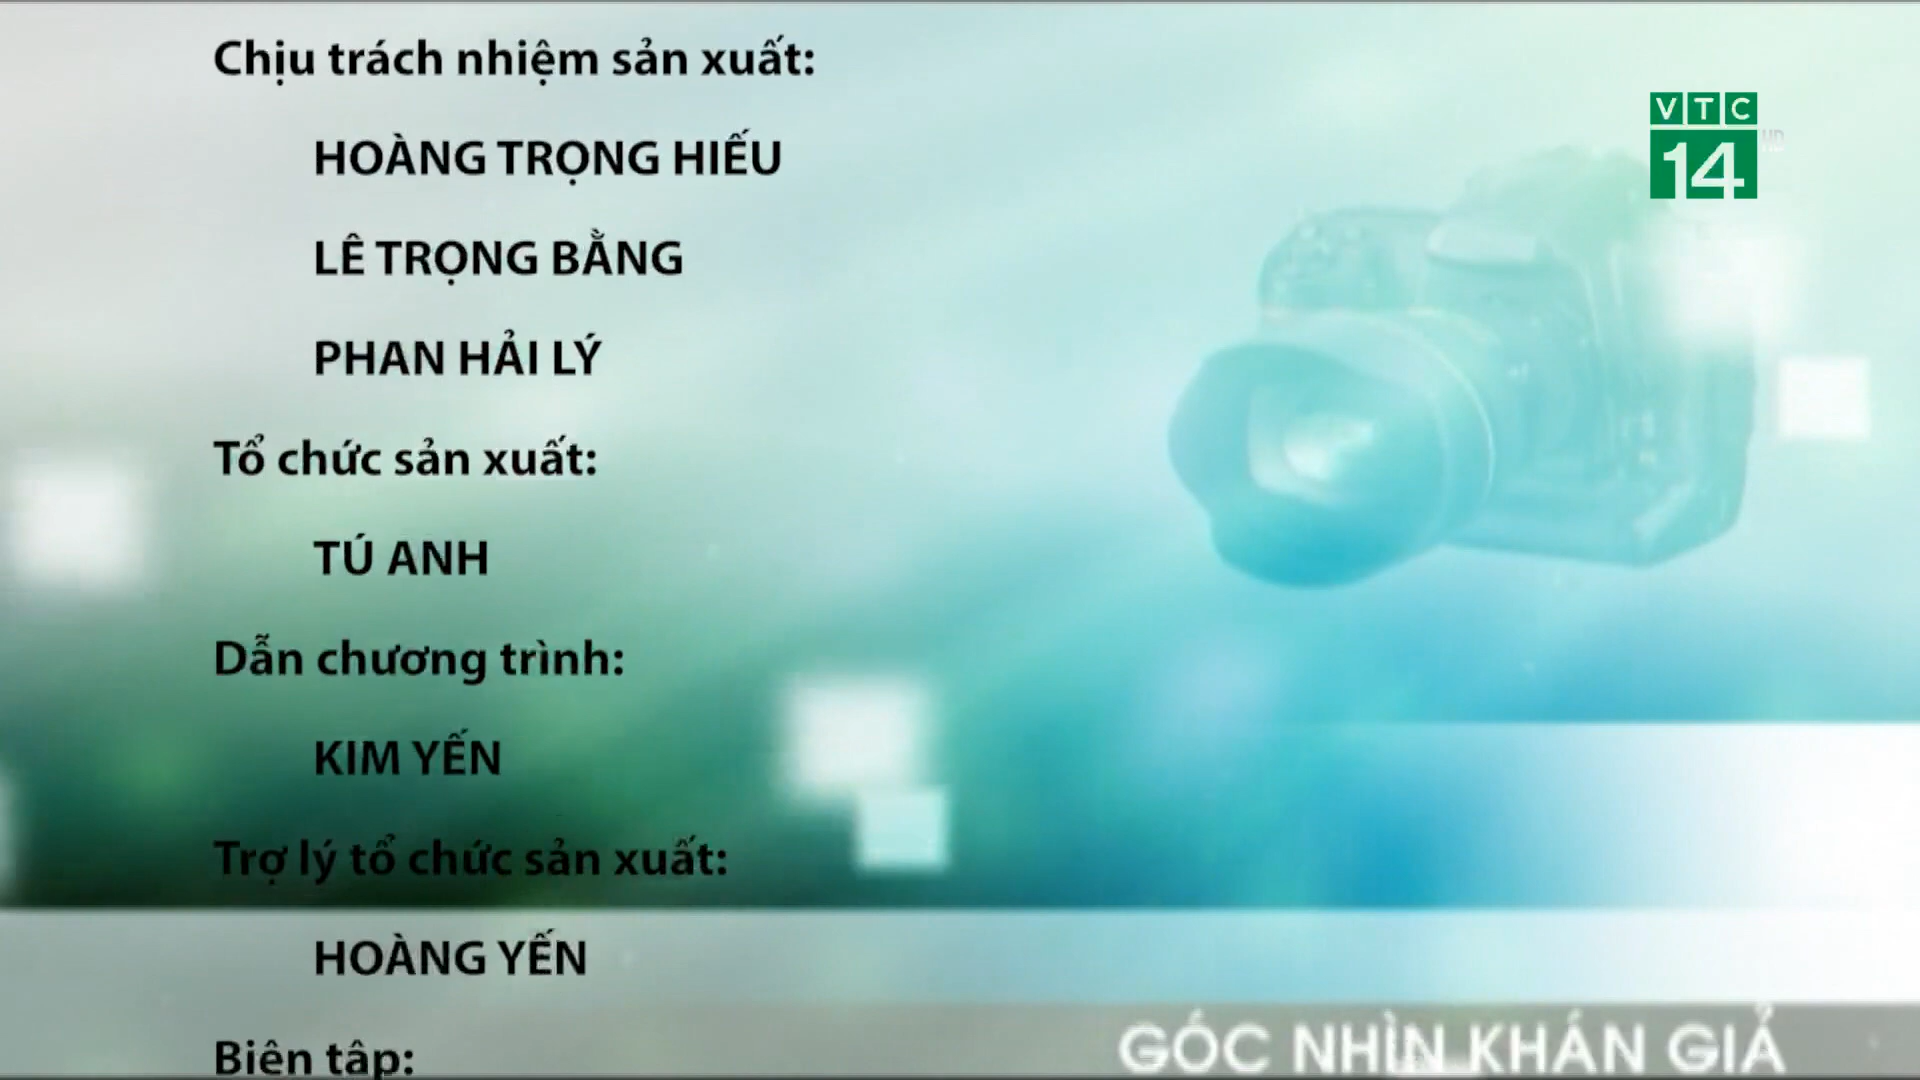 Chịu trách nhiệm sản xuất:
HOÀNG TRỌNG HIẾU
LÊ TRỌNG BẰNG
PHAN HẢI LÝ
Tổ chức sản xuất:
TÚ ANH
Dẫn chương trình:
KIM YẾN
Trợ lý tổ chức sản xuất:
HOÀNG YẾN
Biên tập:
VTC
14
HD
GÓC NHÌN KHÁN GIẢ